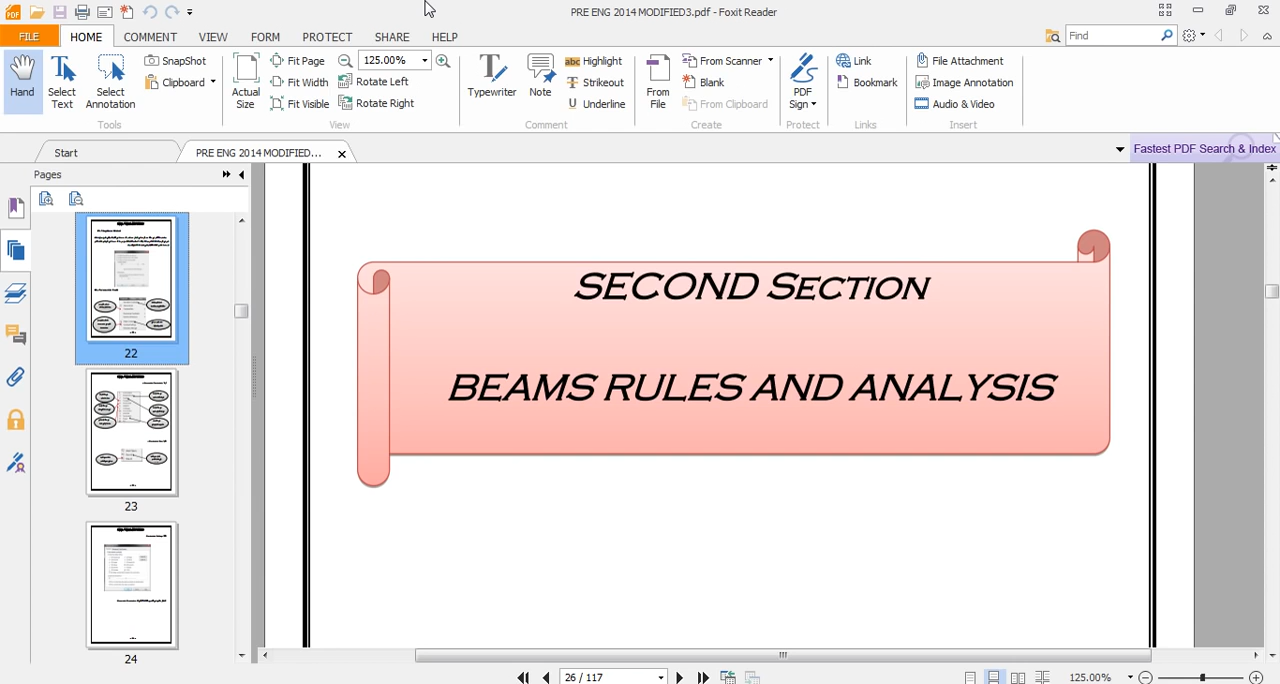 PRE ENG 2014 MODIFIED3.pdf - Foxit Reader
FILE HOME COMMENT VIEW FORM PROTECT SHARE HELP Find
Hand Select Text Select Annotation SnapShot Clipboard Actual Size Fit Page Fit Width Fit Visible 125.00% Rotate Left Rotate Right Typewriter Note Highlight Strikeout Underline From File From Scanner Blank From Clipboard PDF Sign Link Bookmark File Attachment Image Annotation Audio & Video
Tools View Comment Create Protect Links Insert
Start PRE ENG 2014 MODIFIED... Fastest PDF Search & Index
Pages
22
23
24
SECOND SECTION
BEAMS RULES AND ANALYSIS
26 / 117 125.00%